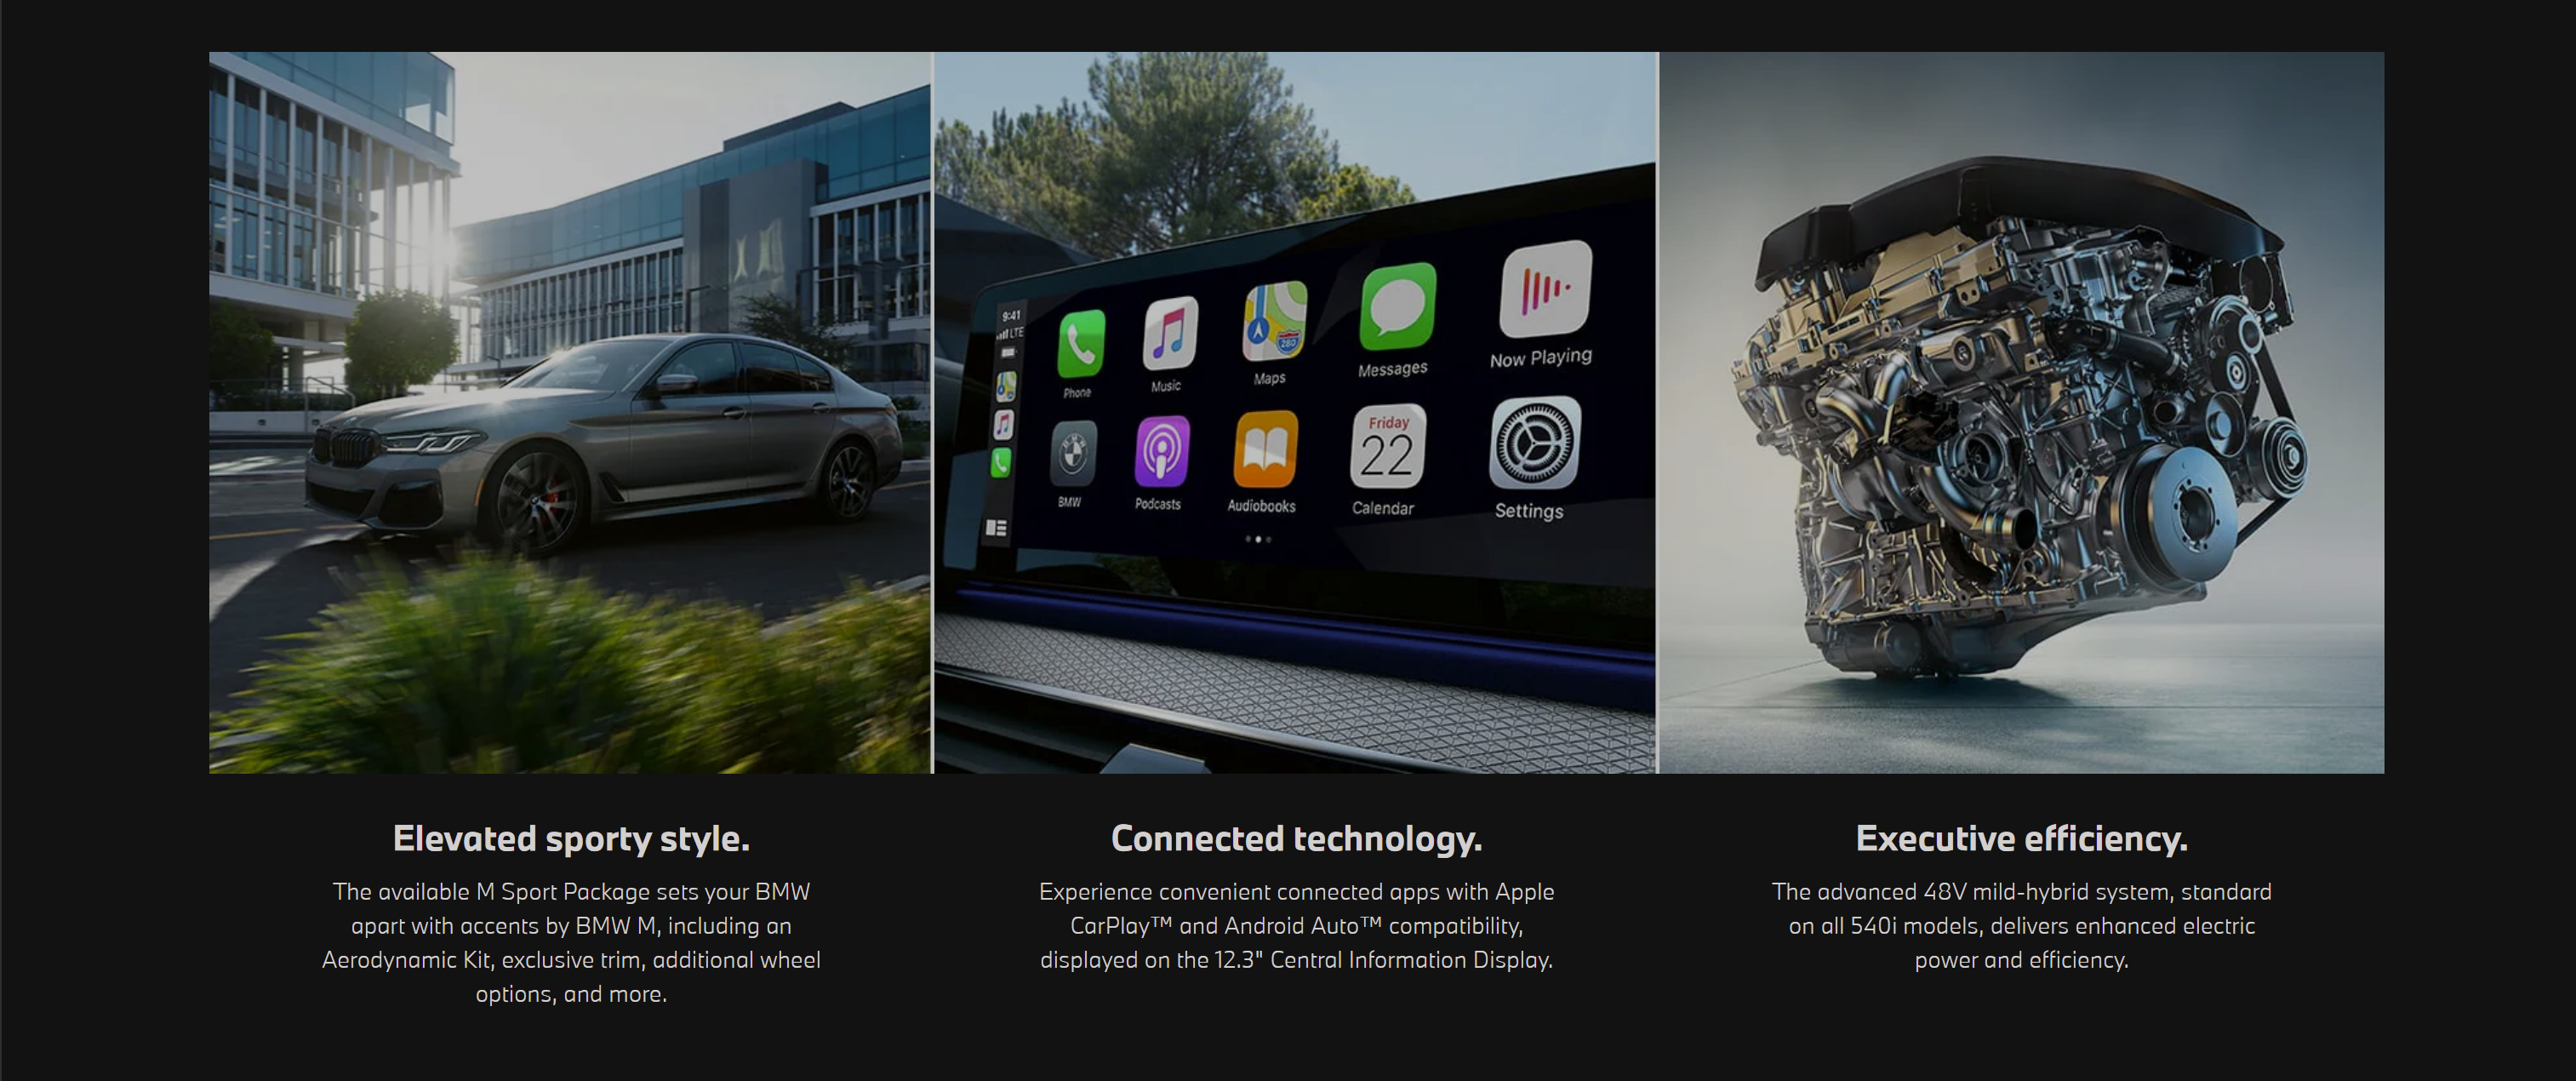 9:41
LTE
Phone
Music
280
Maps
Messages
Now Playing
BMW
Podcasts
Audiobooks
Friday
22
Calendar
Settings
Elevated sporty style.
The available M Sport Package sets your BMW
apart with accents by BMW M, including an
Aerodynamic Kit, exclusive trim, additional wheel
options, and more.
Connected technology.
Experience convenient connected apps with Apple
CarPlay™ and Android Auto™ compatibility,
displayed on the 12.3" Central Information Display.
Executive efficiency.
The advanced 48V mild-hybrid system, standard
on all 540i models, delivers enhanced electric
power and efficiency.